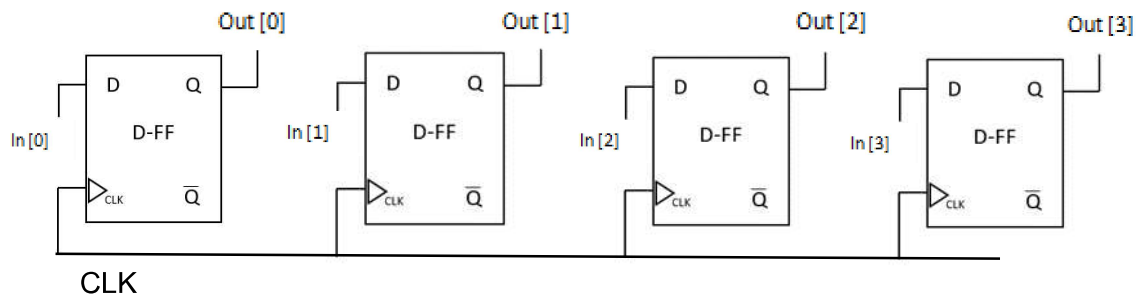 Out [0] Out [1] Out [2] Out [3]
D Q D Q D Q D Q
In [0] D-FF In [1] D-FF In [2] D-FF In [3] D-FF
CLK Q̅ CLK Q̅ CLK Q̅ CLK Q̅
CLK